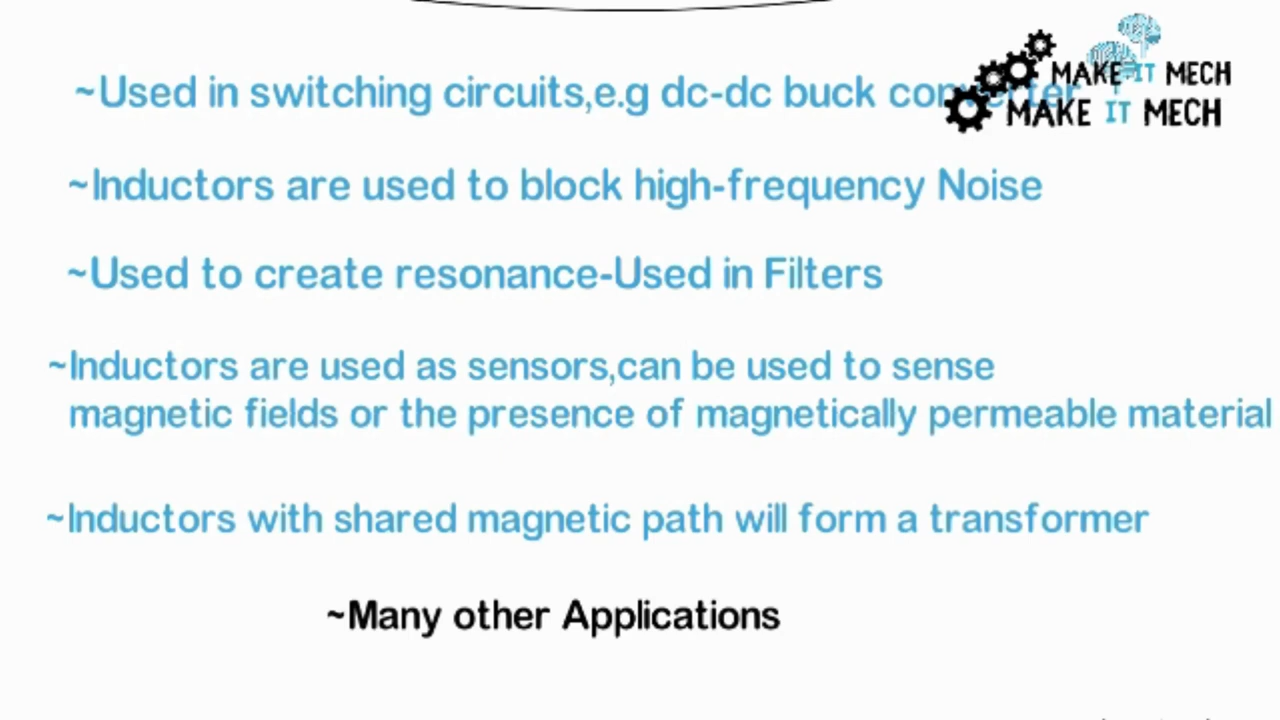 ~Used in switching circuits,e.g dc-dc buck converter
MAKE IT MECH
MAKE IT MECH
~Inductors are used to block high-frequency Noise
~Used to create resonance-Used in Filters
~Inductors are used as sensors,can be used to sense
magnetic fields or the presence of magnetically permeable material
~Inductors with shared magnetic path will form a transformer
~Many other Applications